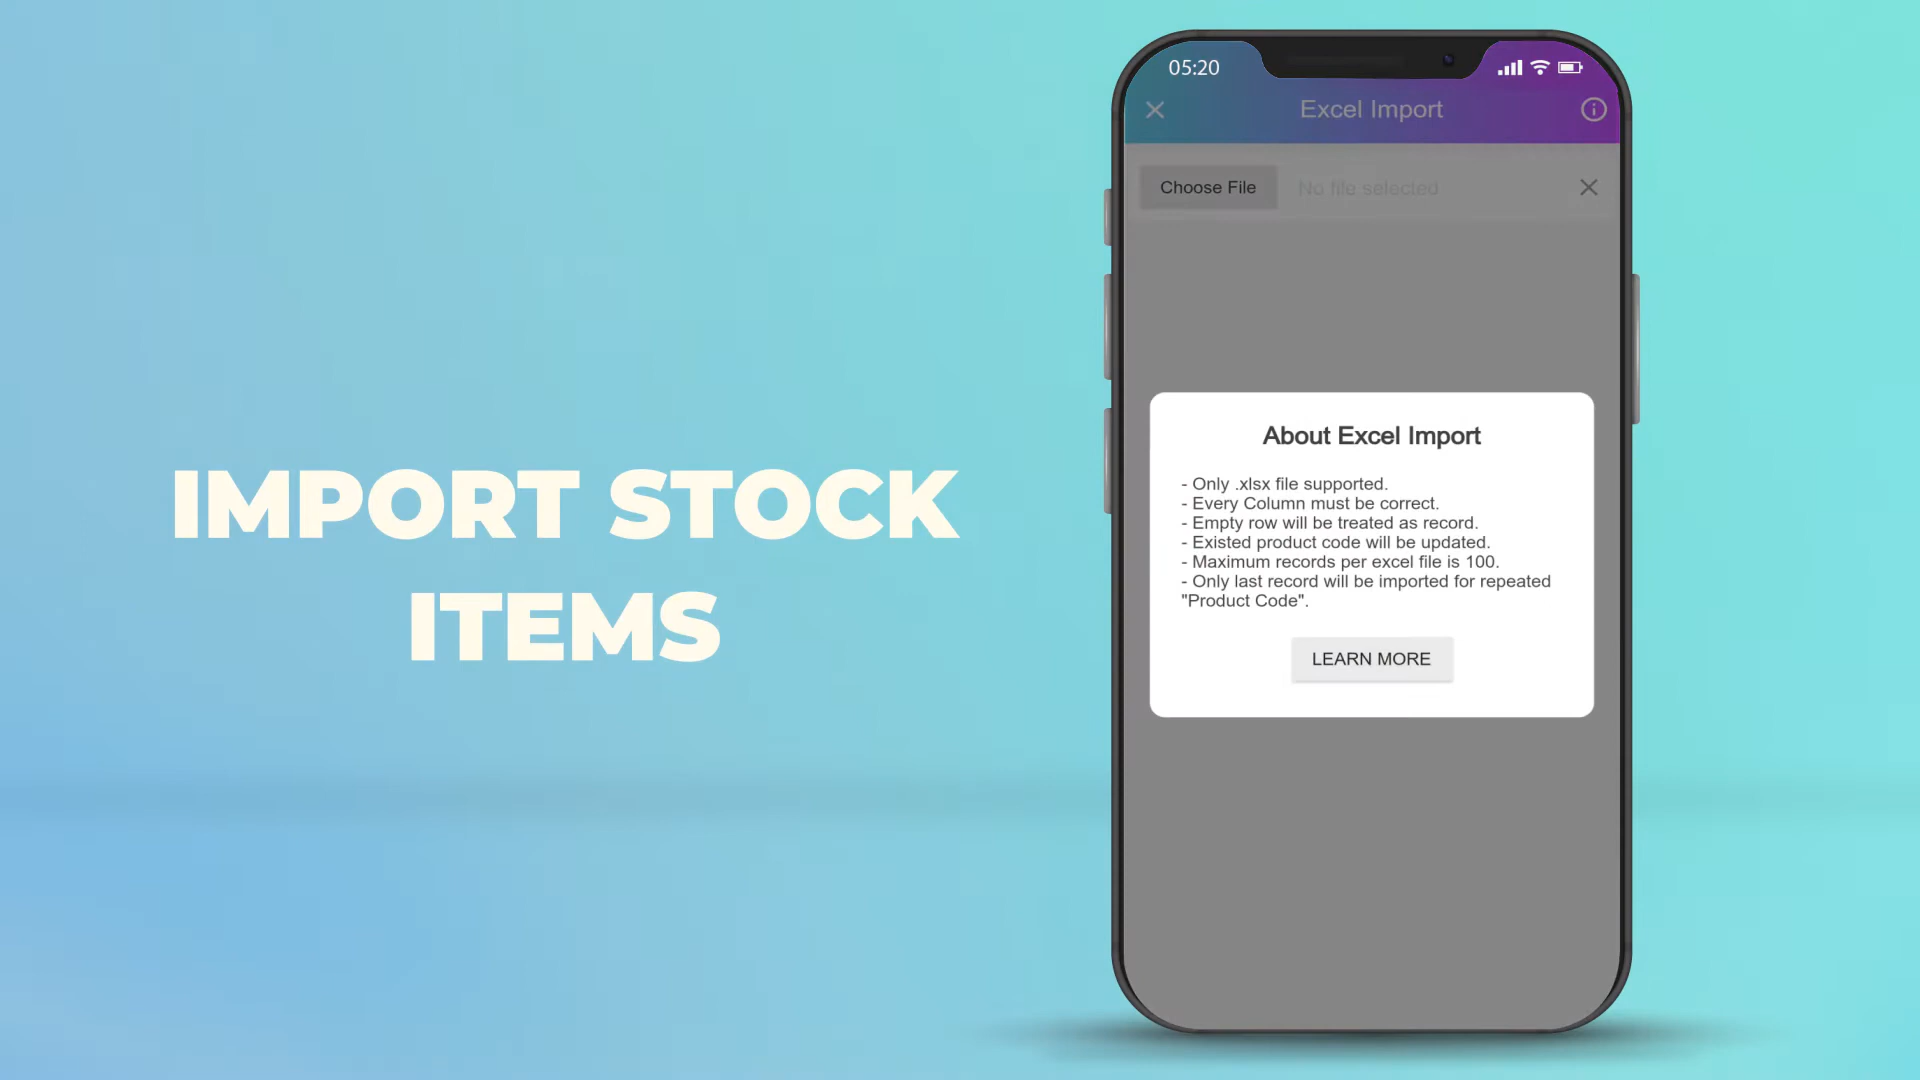 IMPORT STOCK
ITEMS
05:20
Excel Import
Choose File
No file selected
About Excel Import
- Only .xlsx file supported.
- Every Column must be correct.
- Empty row will be treated as record.
- Existed product code will be updated.
- Maximum records per excel file is 100.
- Only last record will be imported for repeated
"Product Code".
LEARN MORE